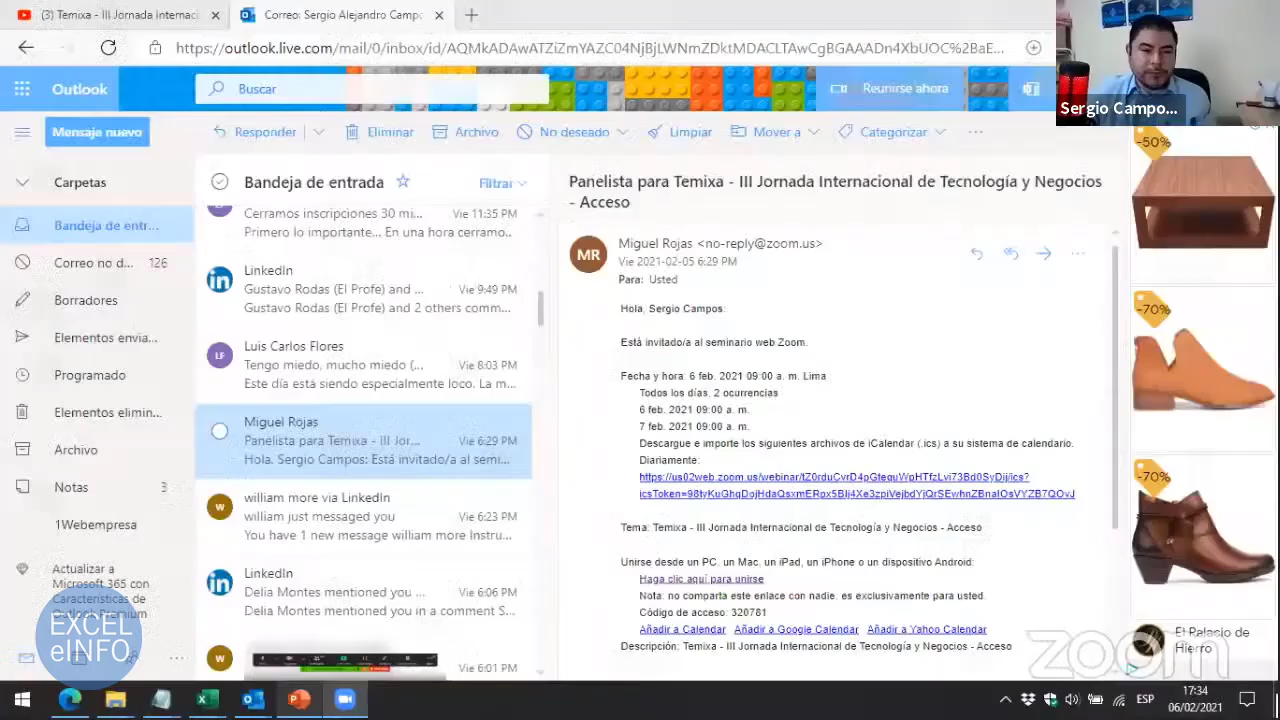 (3) Temixa - III Jornada Internaci
Correo: Sergio Alejandro Camp
https://outlook.live.com/mail/0/inbox/id/AQMkADAwATZiZmYAZC04NjBjLWNmZDktMDACLTAwCgBGAAADn4XbUOC%2BaE...
Outlook
Buscar
Reunirse ahora
Sergio Campo...
Mensaje nuevo
Responder
Eliminar
Archivo
No deseado
Limpiar
Mover a
Categorizar
Carpetas
Bandeja de entr...
Correo no d... 126
Borradores
Elementos envia...
Programado
Elementos elimin...
Archivo
Notas 3
1Webempresa
Actualizar a
Microsoft 365 con
Características de
Outlook Premium
EXCEL
eINFO
Bandeja de entrada
Filtrar
Cerramos inscripciones 30 mi... Vie 11:35 PM
Primero lo importante... En una hora cerramo...
LinkedIn
Gustavo Rodas (El Profe) and ... Vie 9:49 PM
Gustavo Rodas (El Profe) and 2 others comm...
LF
Luis Carlos Flores
Tengo miedo, mucho miedo (... Vie 8:03 PM
Este día está siendo especialmente loco. La m...
Miguel Rojas
Panelista para Temixa - III Jor... Vie 6:29 PM
Hola, Sergio Campos: Está invitado/a al semi...
W
william more via LinkedIn
william just messaged you Vie 6:23 PM
You have 1 new message william more Instru...
LinkedIn
Delia Montes mentioned you ... Vie 6:06 PM
Delia Montes mentioned you in a comment S...
W
Vie 6:01 PM
Panelista para Temixa - III Jornada Internacional de Tecnología y Negocios
- Acceso
MR
Miguel Rojas <no-reply@zoom.us>
Vie 2021-02-05 6:29 PM
Para: Usted
Hola, Sergio Campos:
Está invitado/a al seminario web Zoom.
Fecha y hora: 6 feb. 2021 09:00 a. m. Lima
Todos los días, 2 ocurrencias
6 feb. 2021 09:00 a. m.
7 feb. 2021 09:00 a. m.
Descargue e importe los siguientes archivos de iCalendar (.ics) a su sistema de calendario.
Diariamente:
Tema: Temixa - III Jornada Internacional de Tecnología y Negocios - Acceso
Unirse desde un PC, un Mac, un iPad, un iPhone o un dispositivo Android:
Haga clic aquí para unirse
Nota: no comparta este enlace con nadie, es exclusivamente para usted.
Código de acceso: 320781
Añadir a Calendar Añadir a Google Calendar Añadir a Yahoo Calendar
Descripción: Temixa - III Jornada Internacional de Tecnología y Negocios - Acceso
-50%
-70%
-70%
El Palacio de
Hierro
zoom
ESP
17:34
06/02/2021